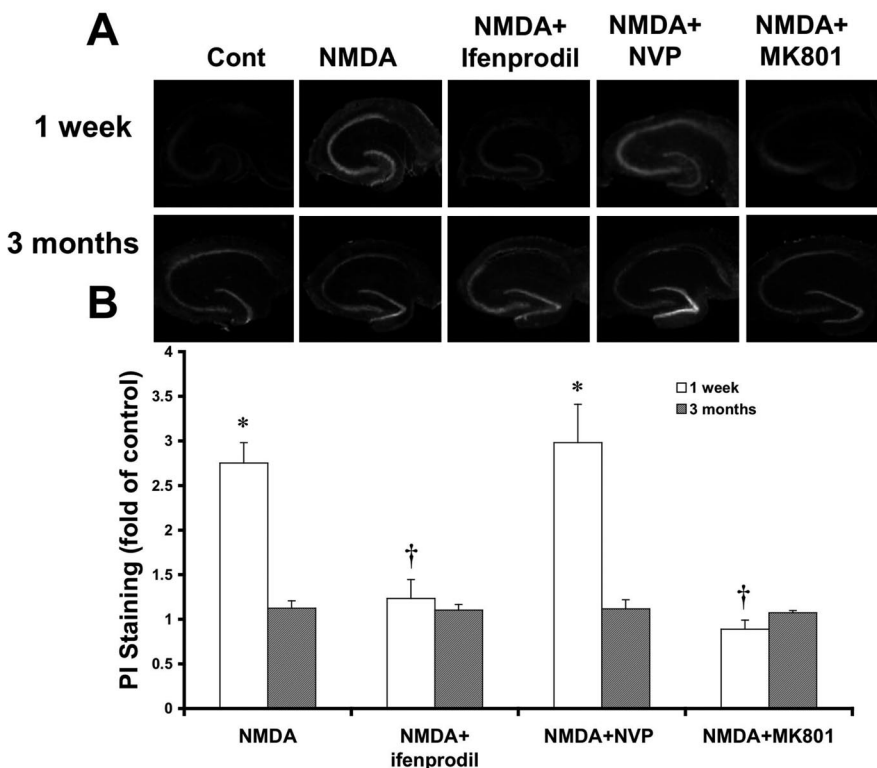 A
Cont
NMDA
NMDA+
Ifenprodil
NMDA+
NVP
NMDA+
MK801
1 week
3 months
B
4
3.5
3
2.5
2
1.5
1
0.5
0
PI Staining (fold of control)
*
†
*
†
1 week
3 months
NMDA
NMDA+
ifenprodil
NMDA+NVP
NMDA+MK801